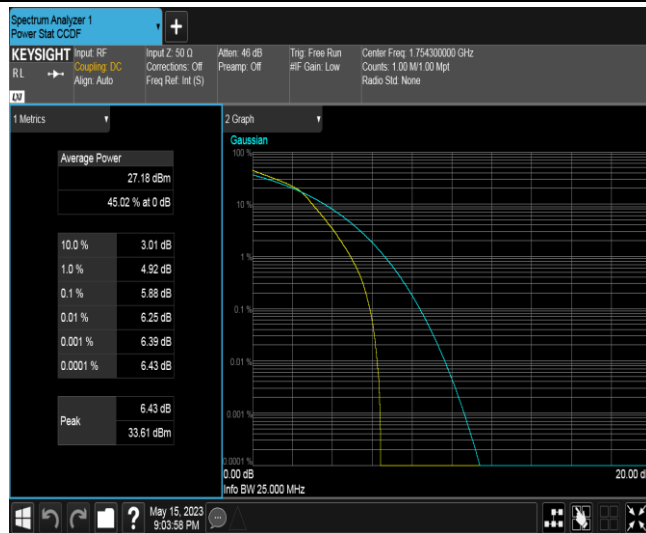 Spectrum Analyzer 1
Power Stat CCDF
+
KEYSIGHT
RL
Input: RF
Coupling: DC
Align: Auto
Input Z: 50 Ω
Corrections: Off
Freq Ref: Int (S)
Atten: 46 dB
Preamp: Off
Trig: Free Run
#IF Gain: Low
Center Freq: 1.754300000 GHz
Counts: 1.00 M/1.00 Mpt
Radio Std: None
1 Metrics
Average Power
27.18 dBm
45.02 % at 0 dB
10.0 % 3.01 dB
1.0 % 4.92 dB
0.1 % 5.88 dB
0.01 % 6.25 dB
0.001 % 6.39 dB
0.0001 % 6.43 dB
Peak
6.43 dB
33.61 dBm
2 Graph
Gaussian
100 %
10 %
1 %
0.1 %
0.01 %
0.001 %
0.0001 %
0.00 dB
20.00 d
Info BW 25.000 MHz
?
May 15, 2023
9:03:58 PM